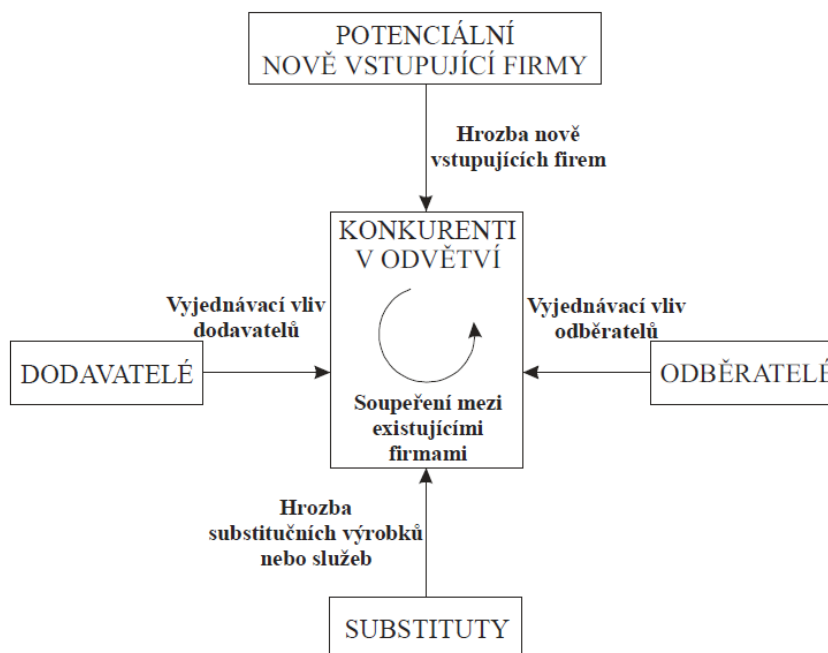 POTENCIÁLNÍ
NOVĚ VSTUPUJÍCÍ FIRMY
Hrozba nově
vstupujících firem
KONKURENTI
V ODVĚTVÍ
Vyjednávací vliv
dodavatelů
Vyjednávací vliv
odběratelů
DODAVATELÉ
ODBĚRATELÉ
Soupeření mezi
existujícími
firmami
Hrozba
substitučních výrobků
nebo služeb
SUBSTITUTY